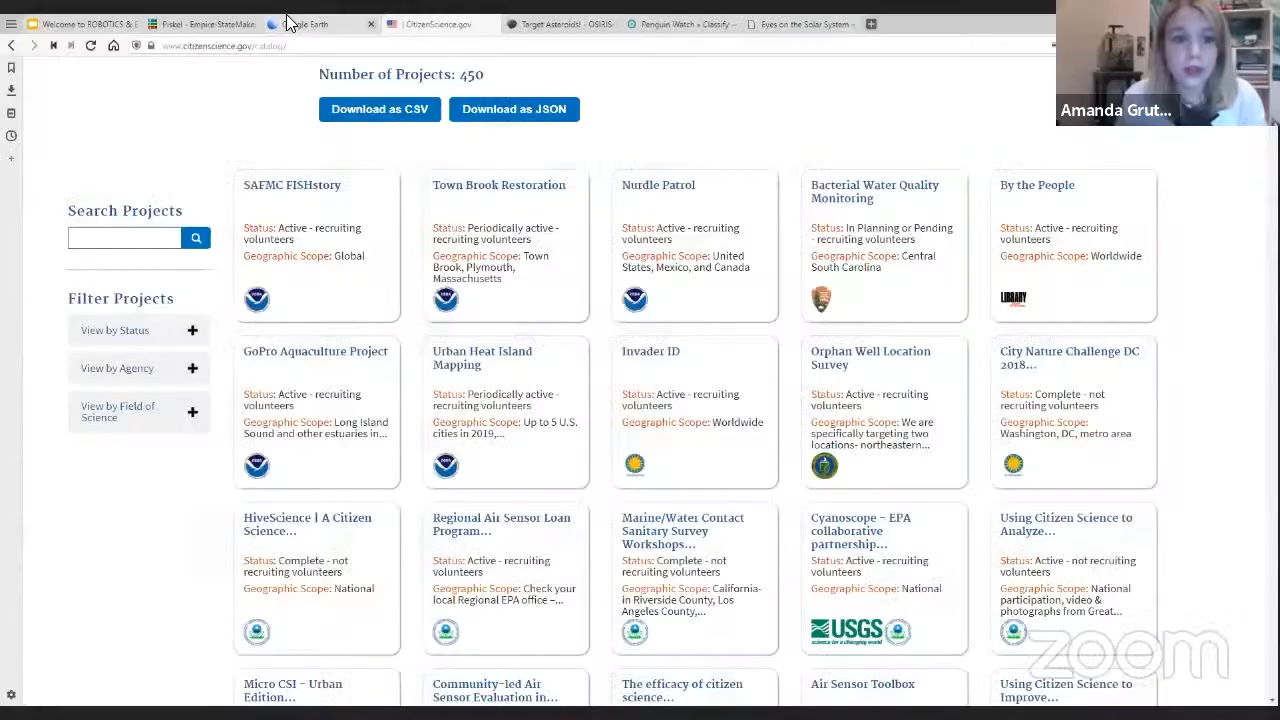 Welcome to ROBOTICS & E
Piskel - Empire-StateMake
gle Earth
| CitizenScience.gov
Target Asteroids! - OSIRIS-
Penguin Watch » Classify —
Eyes on the Solar System -
www.citizenscience.gov/catalog/
Amanda Grut...
Number of Projects: 450
Download as CSV
Download as JSON
Search Projects
Filter Projects
View by Status
View by Agency
View by Field of
Science
SAFMC FISHstory
Status: Active - recruiting
volunteers
Geographic Scope: Global
Town Brook Restoration
Status: Periodically active -
recruiting volunteers
Geographic Scope: Town
Brook, Plymouth,
Massachusetts
Nurdle Patrol
Status: Active - recruiting
volunteers
Geographic Scope: United
States, Mexico, and Canada
Bacterial Water Quality
Monitoring
Status: In Planning or Pending
- recruiting volunteers
Geographic Scope: Central
South Carolina
By the People
Status: Active - recruiting
volunteers
Geographic Scope: Worldwide
LIBRARY
GoPro Aquaculture Project
Status: Active - recruiting
volunteers
Geographic Scope: Long Island
Sound and other estuaries in...
Urban Heat Island
Mapping
Status: Periodically active -
recruiting volunteers
Geographic Scope: Up to 5 U.S.
cities in 2019,...
Invader ID
Status: Active - recruiting
volunteers
Geographic Scope: Worldwide
Orphan Well Location
Survey
Status: Active - recruiting
volunteers
Geographic Scope: We are
specifically targeting two
locations- northeastern...
City Nature Challenge DC
2018...
Status: Complete - not
recruiting volunteers
Geographic Scope:
Washington, DC, metro area
HiveScience | A Citizen
Science...
Status: Complete - not
recruiting volunteers
Geographic Scope: National
Regional Air Sensor Loan
Program...
Status: Active - recruiting
volunteers
Geographic Scope: Check your
local Regional EPA office –...
Marine/Water Contact
Sanitary Survey
Workshops...
Status: Complete - not
recruiting volunteers
Geographic Scope: California-
in Riverside County, Los
Angeles County,...
Cyanoscope – EPA
collaborative
partnership...
Status: Active - recruiting
volunteers
Geographic Scope: National
USGS
science for a changing world
Using Citizen Science to
Analyze...
Status: Active - not recruiting
volunteers
Geographic Scope: National
participation, video &
photographs from Great...
Micro CSI – Urban
Edition...
Community-led Air
Sensor Evaluation in...
The efficacy of citizen
science...
Air Sensor Toolbox
Using Citizen Science to
Improve...
zoom